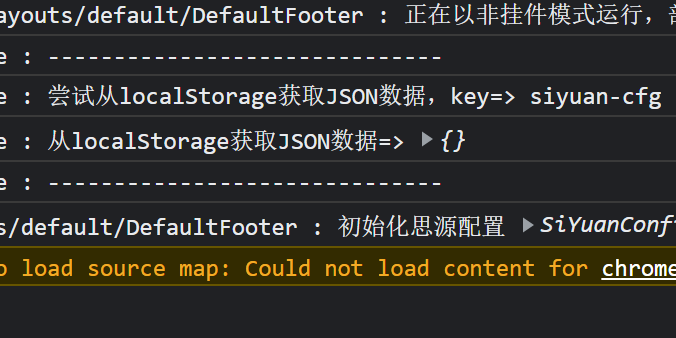 ayouts/default/DefaultFooter : 正在以非挂件模式运行，
e : ------------------------------
e : 尝试从localStorage获取JSON数据，key=> siyuan-cfg
e : 从localStorage获取JSON数据=> ▶{}
e : ------------------------------
s/default/DefaultFooter : 初始化思源配置 ▶SiYuanConf
o load source map: Could not load content for chrome